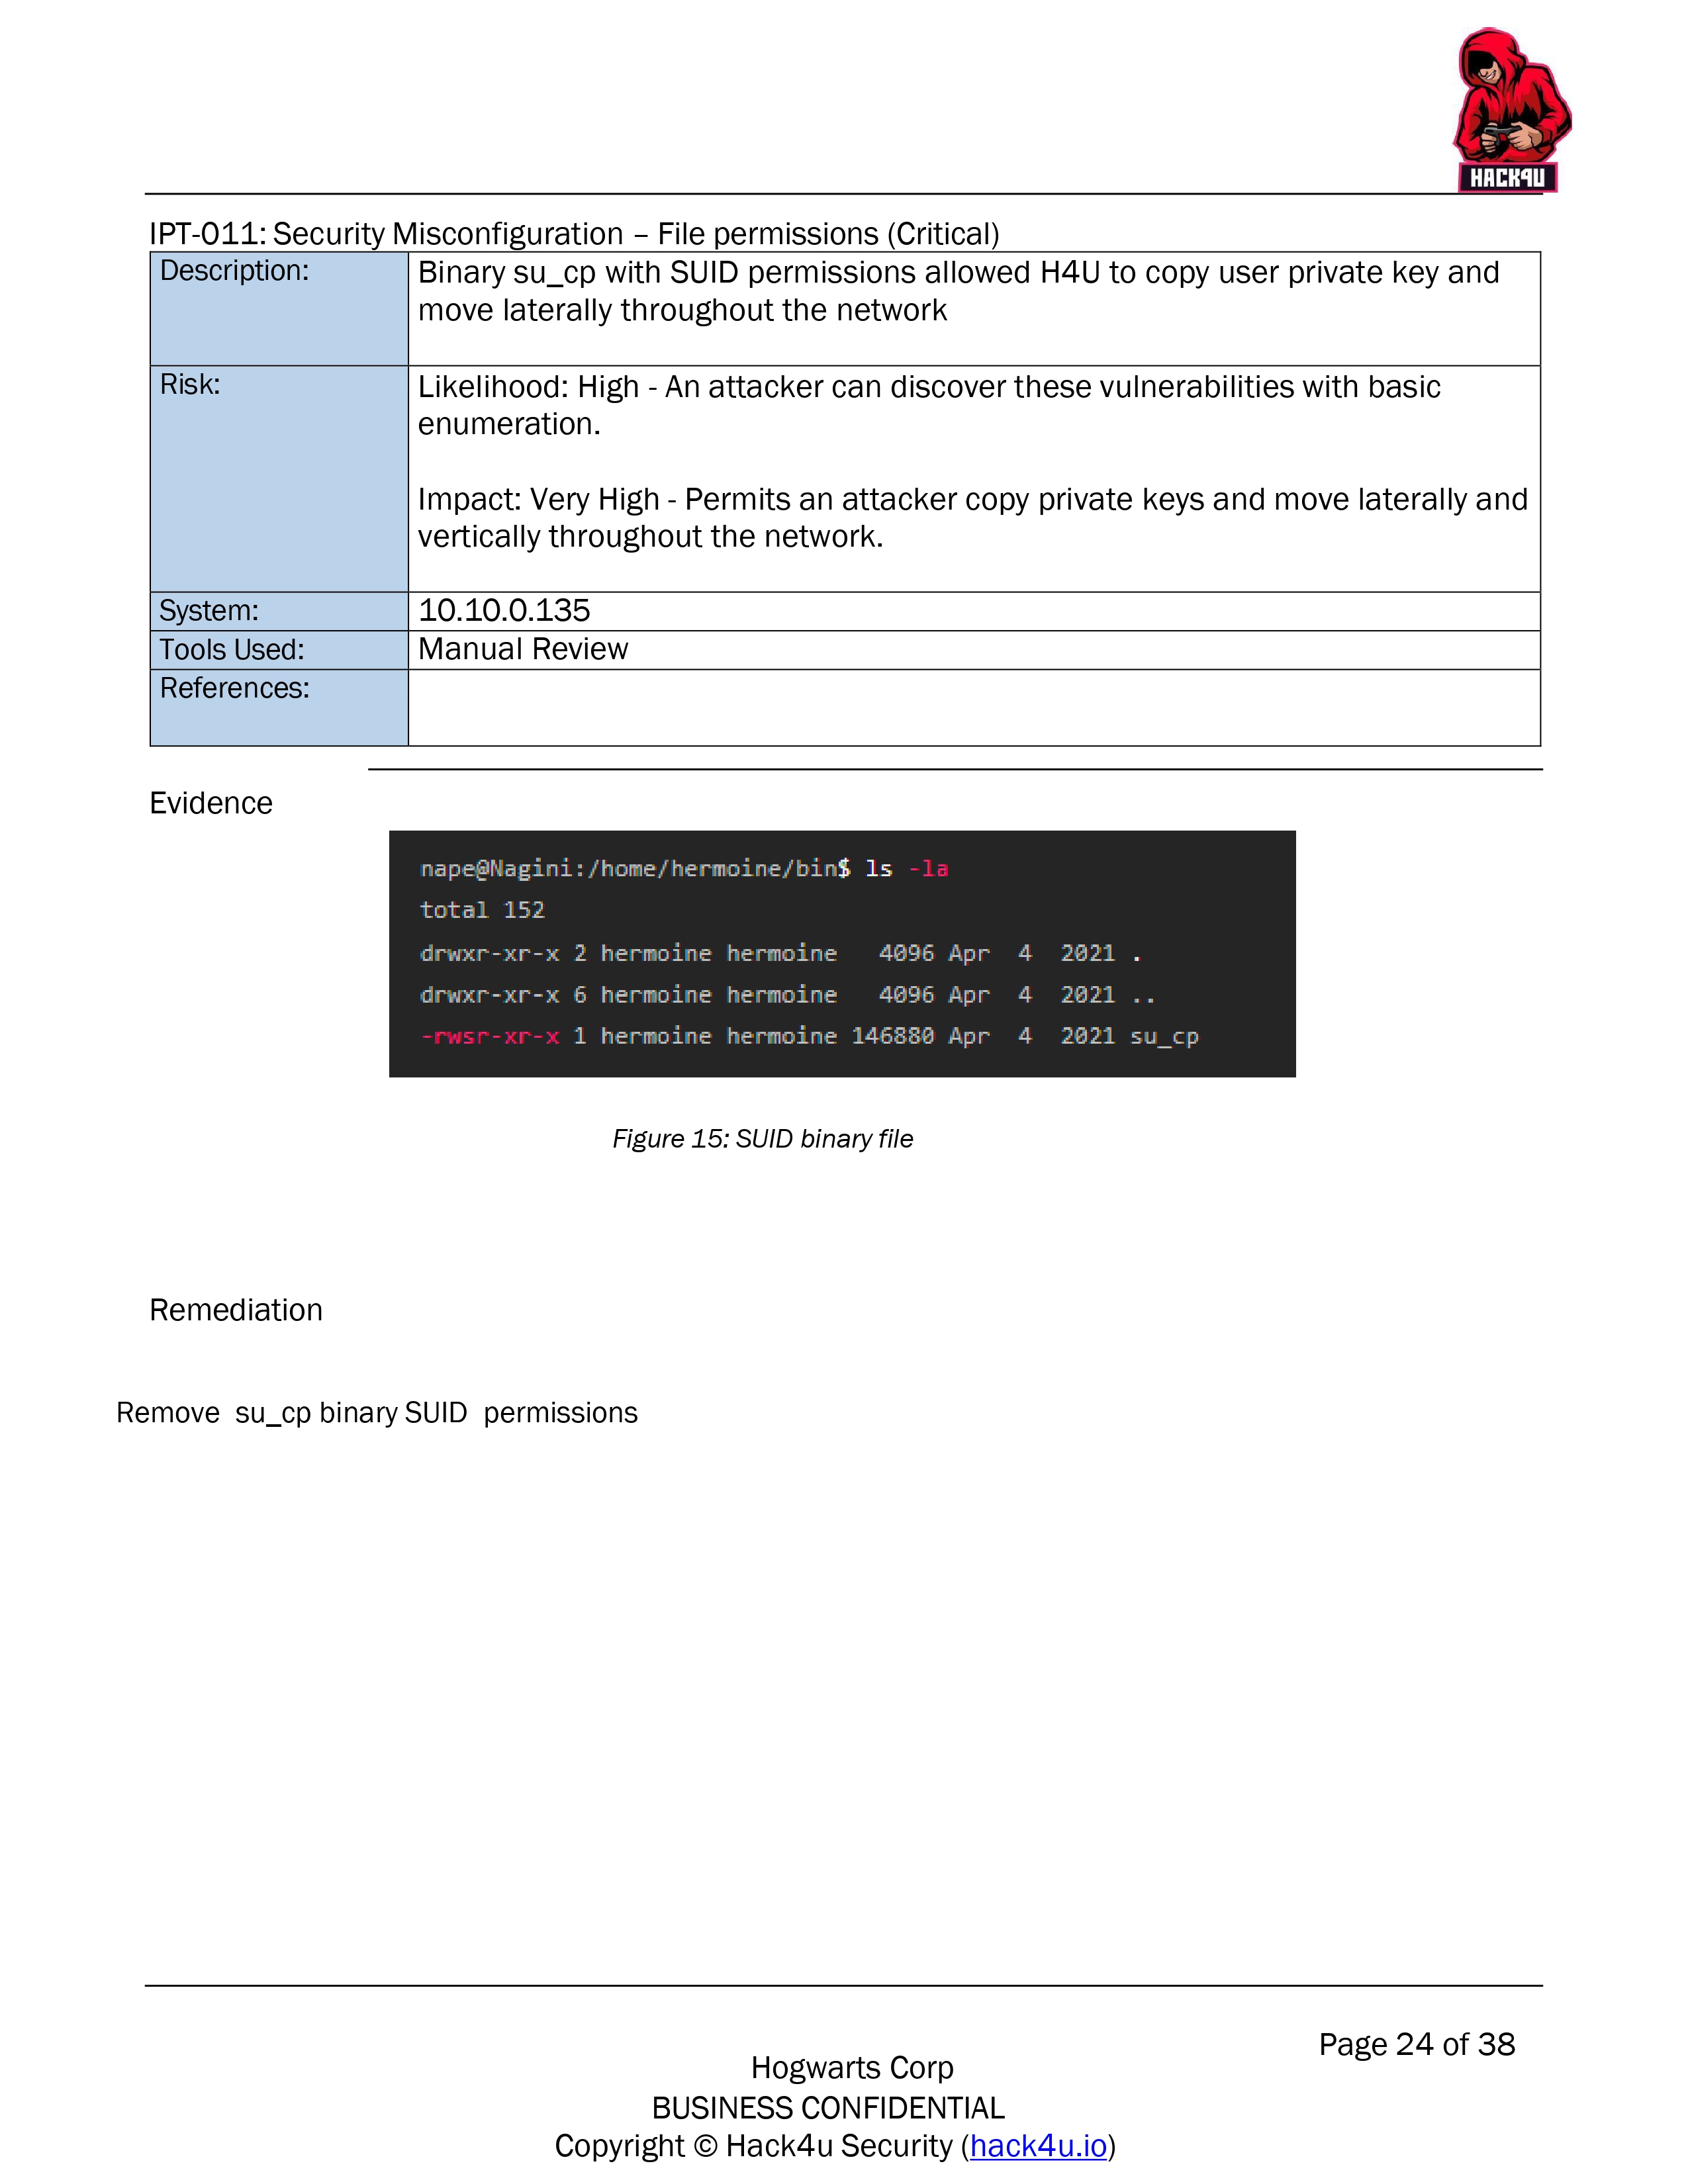 HACK4U
IPT-011: Security Misconfiguration – File permissions (Critical)
Description:
Binary su_cp with SUID permissions allowed H4U to copy user private key and
move laterally throughout the network
Risk:
Likelihood: High - An attacker can discover these vulnerabilities with basic
enumeration.
Impact: Very High - Permits an attacker copy private keys and move laterally and
vertically throughout the network.
System:
10.10.0.135
Tools Used:
Manual Review
References:
Evidence
nape@Nagini:/home/hermoine/bin$ ls -la
total 152
drwxr-xr-x 2 hermoine hermoine   4096 Apr  4  2021 .
drwxr-xr-x 6 hermoine hermoine   4096 Apr  4  2021 ..
-rwsr-xr-x 1 hermoine hermoine 146880 Apr  4  2021 su_cp
Figure 15: SUID binary file
Remediation
Remove  su_cp binary SUID  permissions
Page 24 of 38
Hogwarts Corp
BUSINESS CONFIDENTIAL
Copyright © Hack4u Security (hack4u.io)